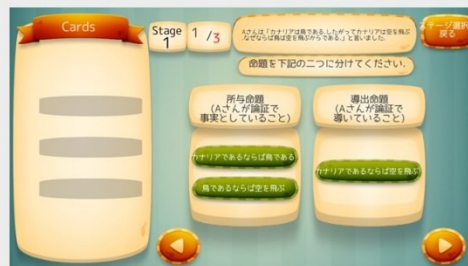 Cards
Stage
1
1 /3
Aさんは「カナリアは鳥である.したがってカナリアは空を飛ぶ
.なぜならば鳥は空を飛ぶからである.」と言いました.
ステージ選択
戻る
命題を下記の二つに分けてください.
所与命題
(Aさんが論証で
事実としていること)
導出命題
(Aさんが論証で
導いていること)
カナリアであるならば鳥である
鳥であるならば空を飛ぶ
カナリアであるならば空を飛ぶ